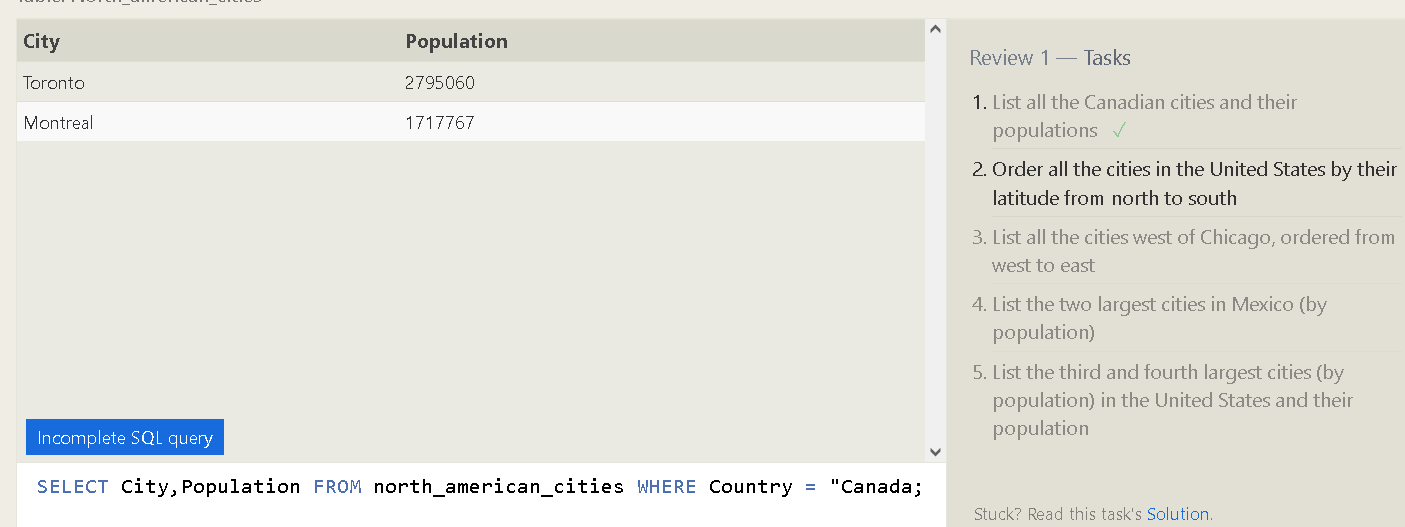 Table: North_american_cities
City Population
Toronto 2795060
Montreal 1717767
Incomplete SQL query
SELECT City,Population FROM north_american_cities WHERE Country = "Canada;
Review 1 — Tasks
1. List all the Canadian cities and their
populations ✓
2. Order all the cities in the United States by their
latitude from north to south
3. List all the cities west of Chicago, ordered from
west to east
4. List the two largest cities in Mexico (by
population)
5. List the third and fourth largest cities (by
population) in the United States and their
population
Stuck? Read this task's Solution.